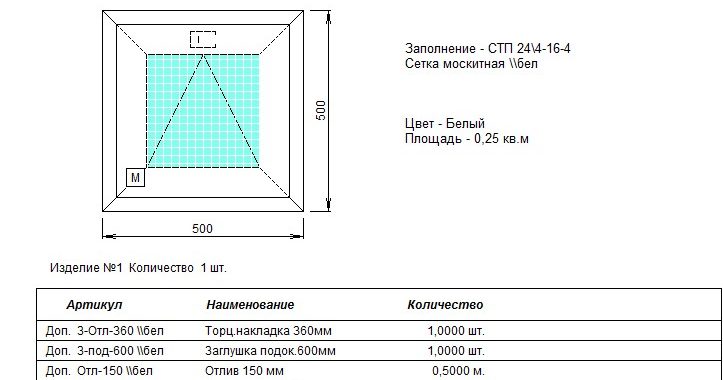 Г
500
Заполнение - СТП 24\4-16-4
Сетка москитная \\бел
Цвет - Белый
Площадь - 0,25 кв.м
М
500
Изделие №1 Количество 1 шт.
Артикул Наименование Количество
Доп. З-Отл-360 \\бел Торц.накладка 360мм 1,0000 шт.
Доп. З-под-600 \\бел Заглушка подок.600мм 1,0000 шт.
Доп. Отл-150 \\бел Отлив 150 мм 0,5000 м.